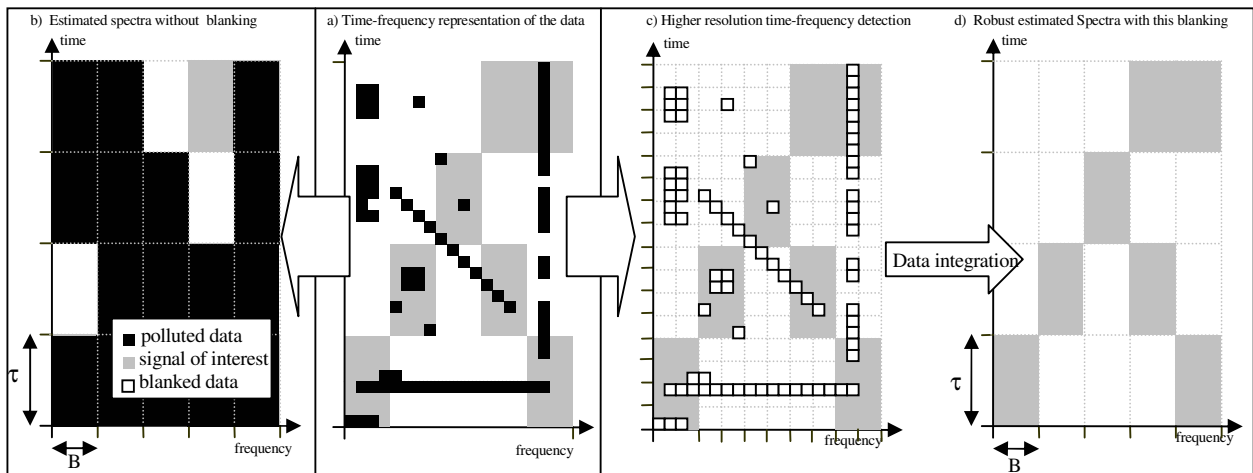 b) Estimated spectra without blanking
time
polluted data
signal of interest
blanked data
τ
B
frequency
a) Time-frequency representation of the data
time
frequency
c) Higher resolution time-frequency detection
time
frequency
Data integration
d) Robust estimated Spectra with this blanking
time
τ
B
frequency